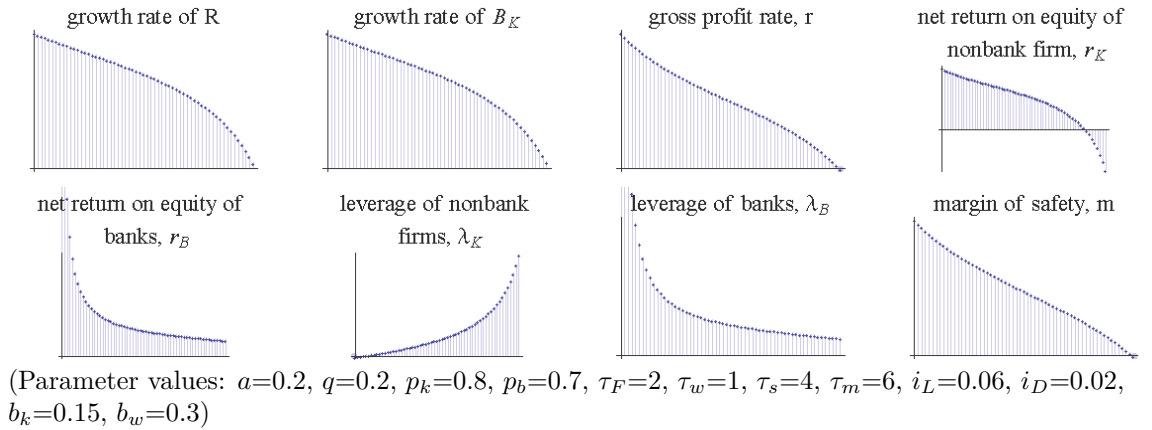 growth rate of R
growth rate of B_K
gross profit rate, r
net return on equity of
nonbank firm, r_K
net return on equity of
banks, r_B
leverage of nonbank
firms, λ_K
leverage of banks, λ_B
margin of safety, m
(Parameter values: a=0.2, q=0.2, p_k=0.8, p_b=0.7, τ_F=2, τ_w=1, τ_s=4, τ_m=6, i_L=0.06, i_D=0.02,
b_k=0.15, b_w=0.3)